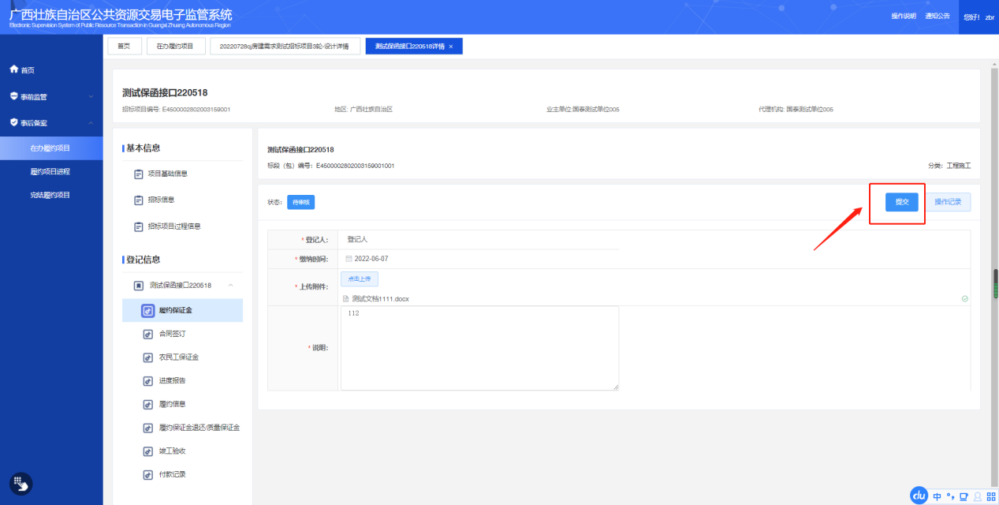 广西壮族自治区公共资源交易电子监管系统
Electronic Supervision System of Public Resource Transaction in Guangxi Zhuang Autonomous Region
操作说明 通知公告 您好! zbr
首页 在办履约项目 20220728qj房建需求测试招标项目3轮-设计详情 测试保函接口220518详情 ×
首页
事前监管
事后备案
在办履约项目
履约项目进程
完结履约项目
测试保函接口220518
招标项目编号: E4500002802003159001 地区: 广西壮族自治区 业主单位:国泰测试单位005 代理机构: 国泰测试单位005
基本信息
项目基础信息
招标信息
招标项目过程信息
登记信息
测试保函接口220518
履约保证金
合同签订
农民工保证金
进度报告
履约信息
履约保证金退还/质量保证金
竣工验收
付款记录
测试保函接口220518
标段（包）编号: E4500002802003159001001 分类: 工程施工
状态: 待审核 提交 操作记录
* 登记人: 登记人
* 缴纳时间: 2022-06-07
* 上传附件: 点击上传
测试文档1111.docx
* 说明: 112
du 中